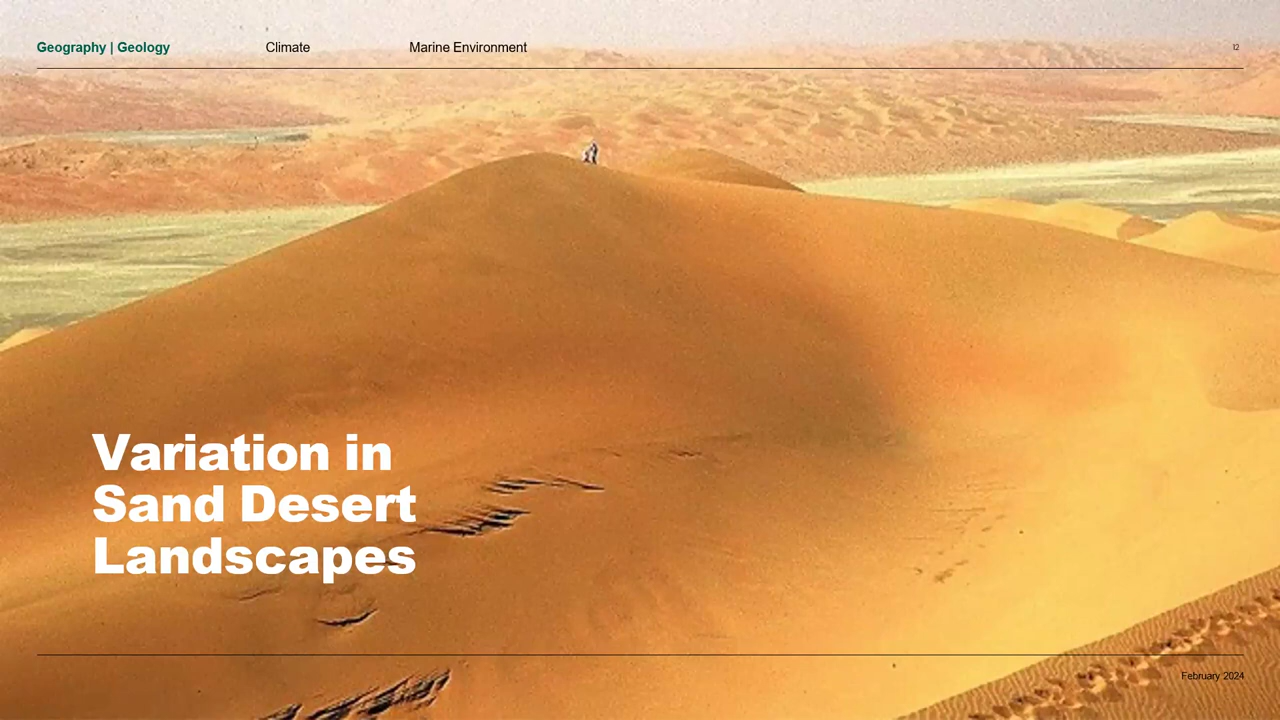 Geography | Geology
Climate
Marine Environment
12
Variation in
Sand Desert
Landscapes
February 2024